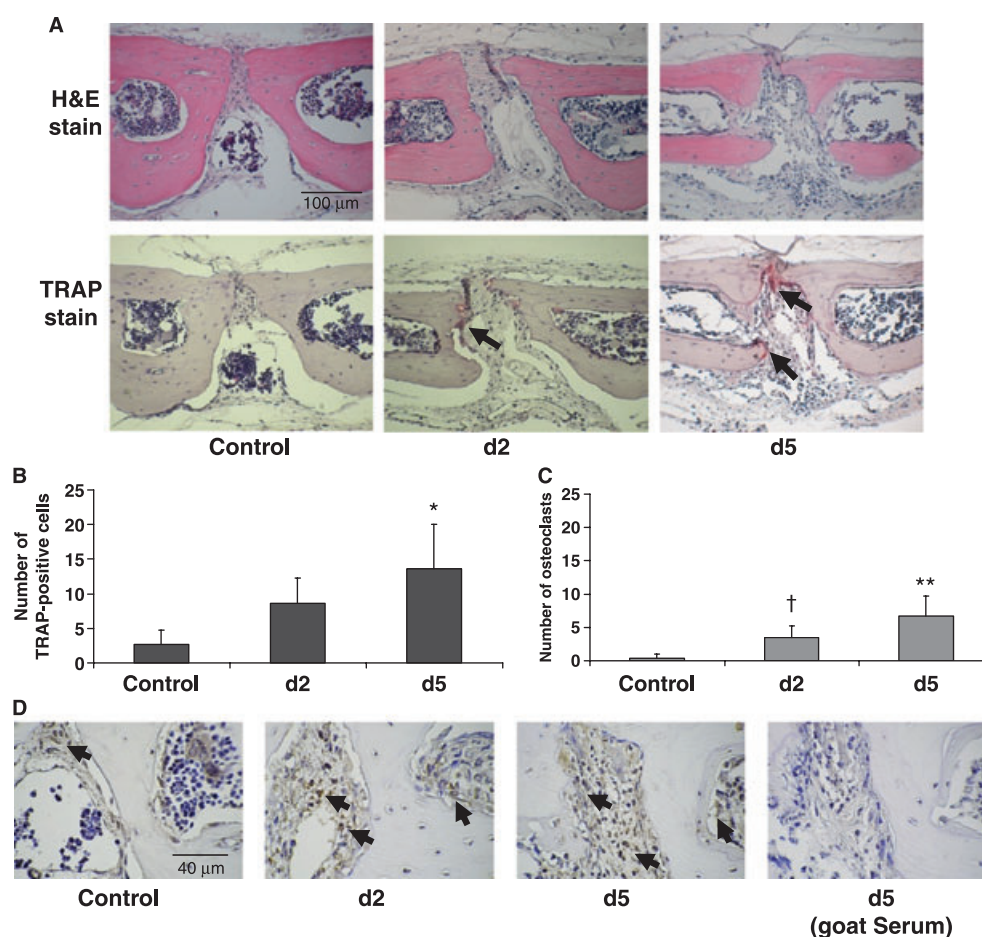 A
H&E
stain
100 μm
TRAP
stain
Control
d2
d5
B
Number of
TRAP-positive cells
25
20
15
10
5
0
*
Control
d2
d5
C
Number of osteoclasts
25
20
15
10
5
0
†
**
Control
d2
d5
D
40 μm
Control
d2
d5
d5
(goat Serum)